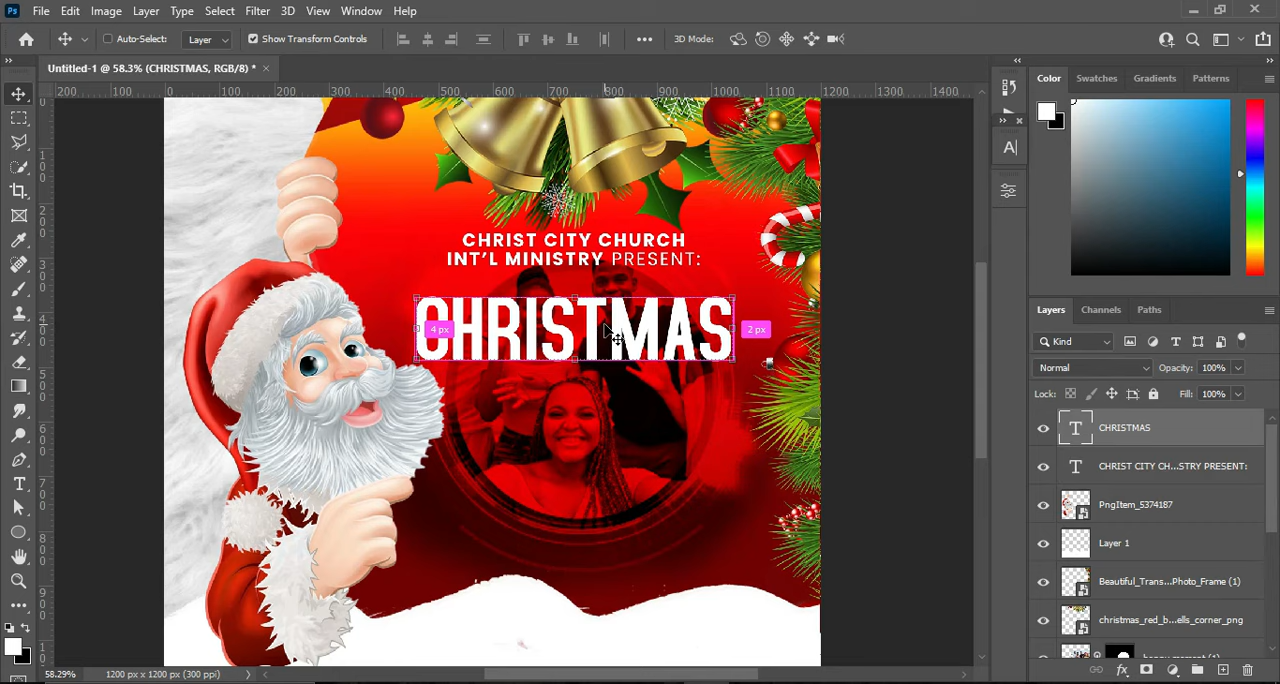 Ps File Edit Image Layer Type Select Filter 3D View Window Help
Auto-Select: Layer Show Transform Controls 3D Mode:
Untitled-1 @ 58.3% (CHRISTMAS, RGB/8) *
200 100 0 100 200 300 400 500 600 700 800 900 1000 1100 1200 1300 1400
CHRIST CITY CHURCH
INT'L MINISTRY PRESENT:
CHRISTMAS
4 px
2 px
Color Swatches Gradients Patterns
Layers Channels Paths
Kind
Normal Opacity: 100%
Lock: Fill: 100%
CHRISTMAS
CHRIST CITY CH...STRY PRESENT:
PngItem_5374187
Layer 1
Beautiful_Trans...Photo_Frame (1)
christmas_red_b...ells_corner_png
58.29% 1200 px x 1200 px (300 ppi)